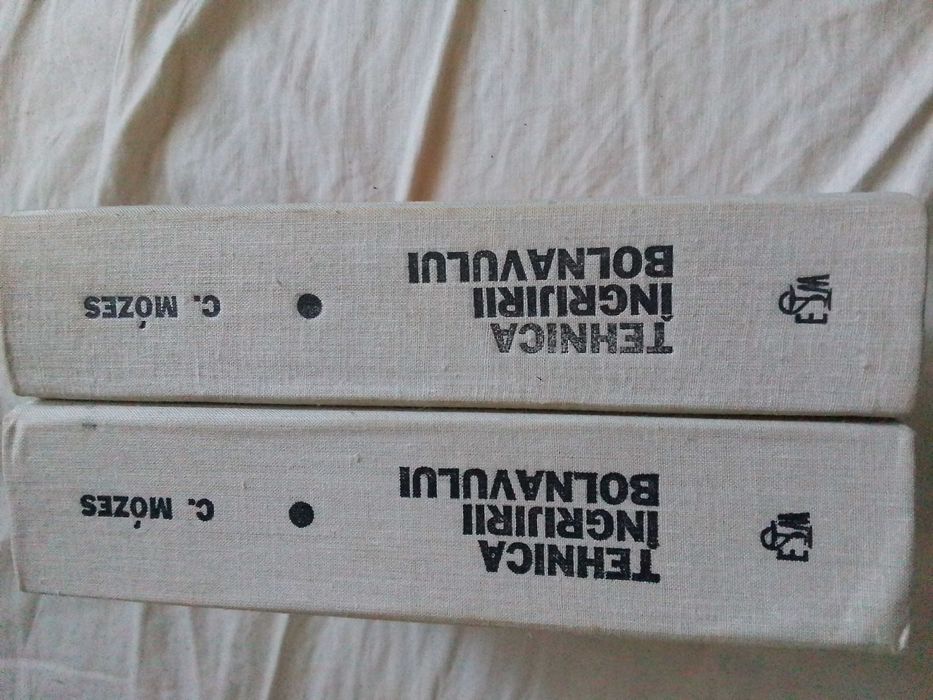 TEHNICA
ÎNGRIJIRII
BOLNAVULUI
C. MÓZES
TEHNICA
ÎNGRIJIRII
BOLNAVULUI
C. MÓZES